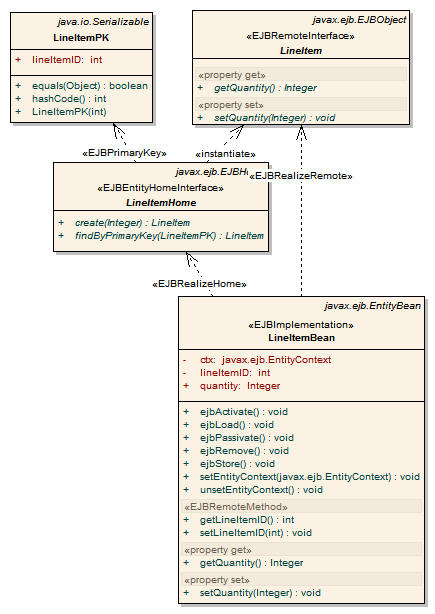 java.io.Serializable
LineItemPK
+ lineItemID: int
+ equals(Object) : boolean
+ hashCode() : int
+ LineItemPK(int)
javax.ejb.EJBObject
«EJBRemoteInterface»
LineItem
«property get»
+ getQuantity() : Integer
«property set»
+ setQuantity(Integer) : void
«EJBPrimaryKey»
«instantiate»
javax.ejb.EJBH
«EJBRealizeRemote»
«EJBEntityHomeInterface»
LineItemHome
+ create(Integer) : LineItem
+ findByPrimaryKey(LineItemPK) : LineItem
«EJBRealizeHome»
javax.ejb.EntityBean
«EJBImplementation»
LineItemBean
- ctx: javax.ejb.EntityContext
- lineItemID: int
+ quantity: Integer
+ ejbActivate() : void
+ ejbLoad() : void
+ ejbPassivate() : void
+ ejbRemove() : void
+ ejbStore() : void
+ setEntityContext(javax.ejb.EntityContext) : void
+ unsetEntityContext() : void
«EJBRemoteMethod»
+ getLineItemID() : int
+ setLineItemID(int) : void
«property get»
+ getQuantity() : Integer
«property set»
+ setQuantity(Integer) : void